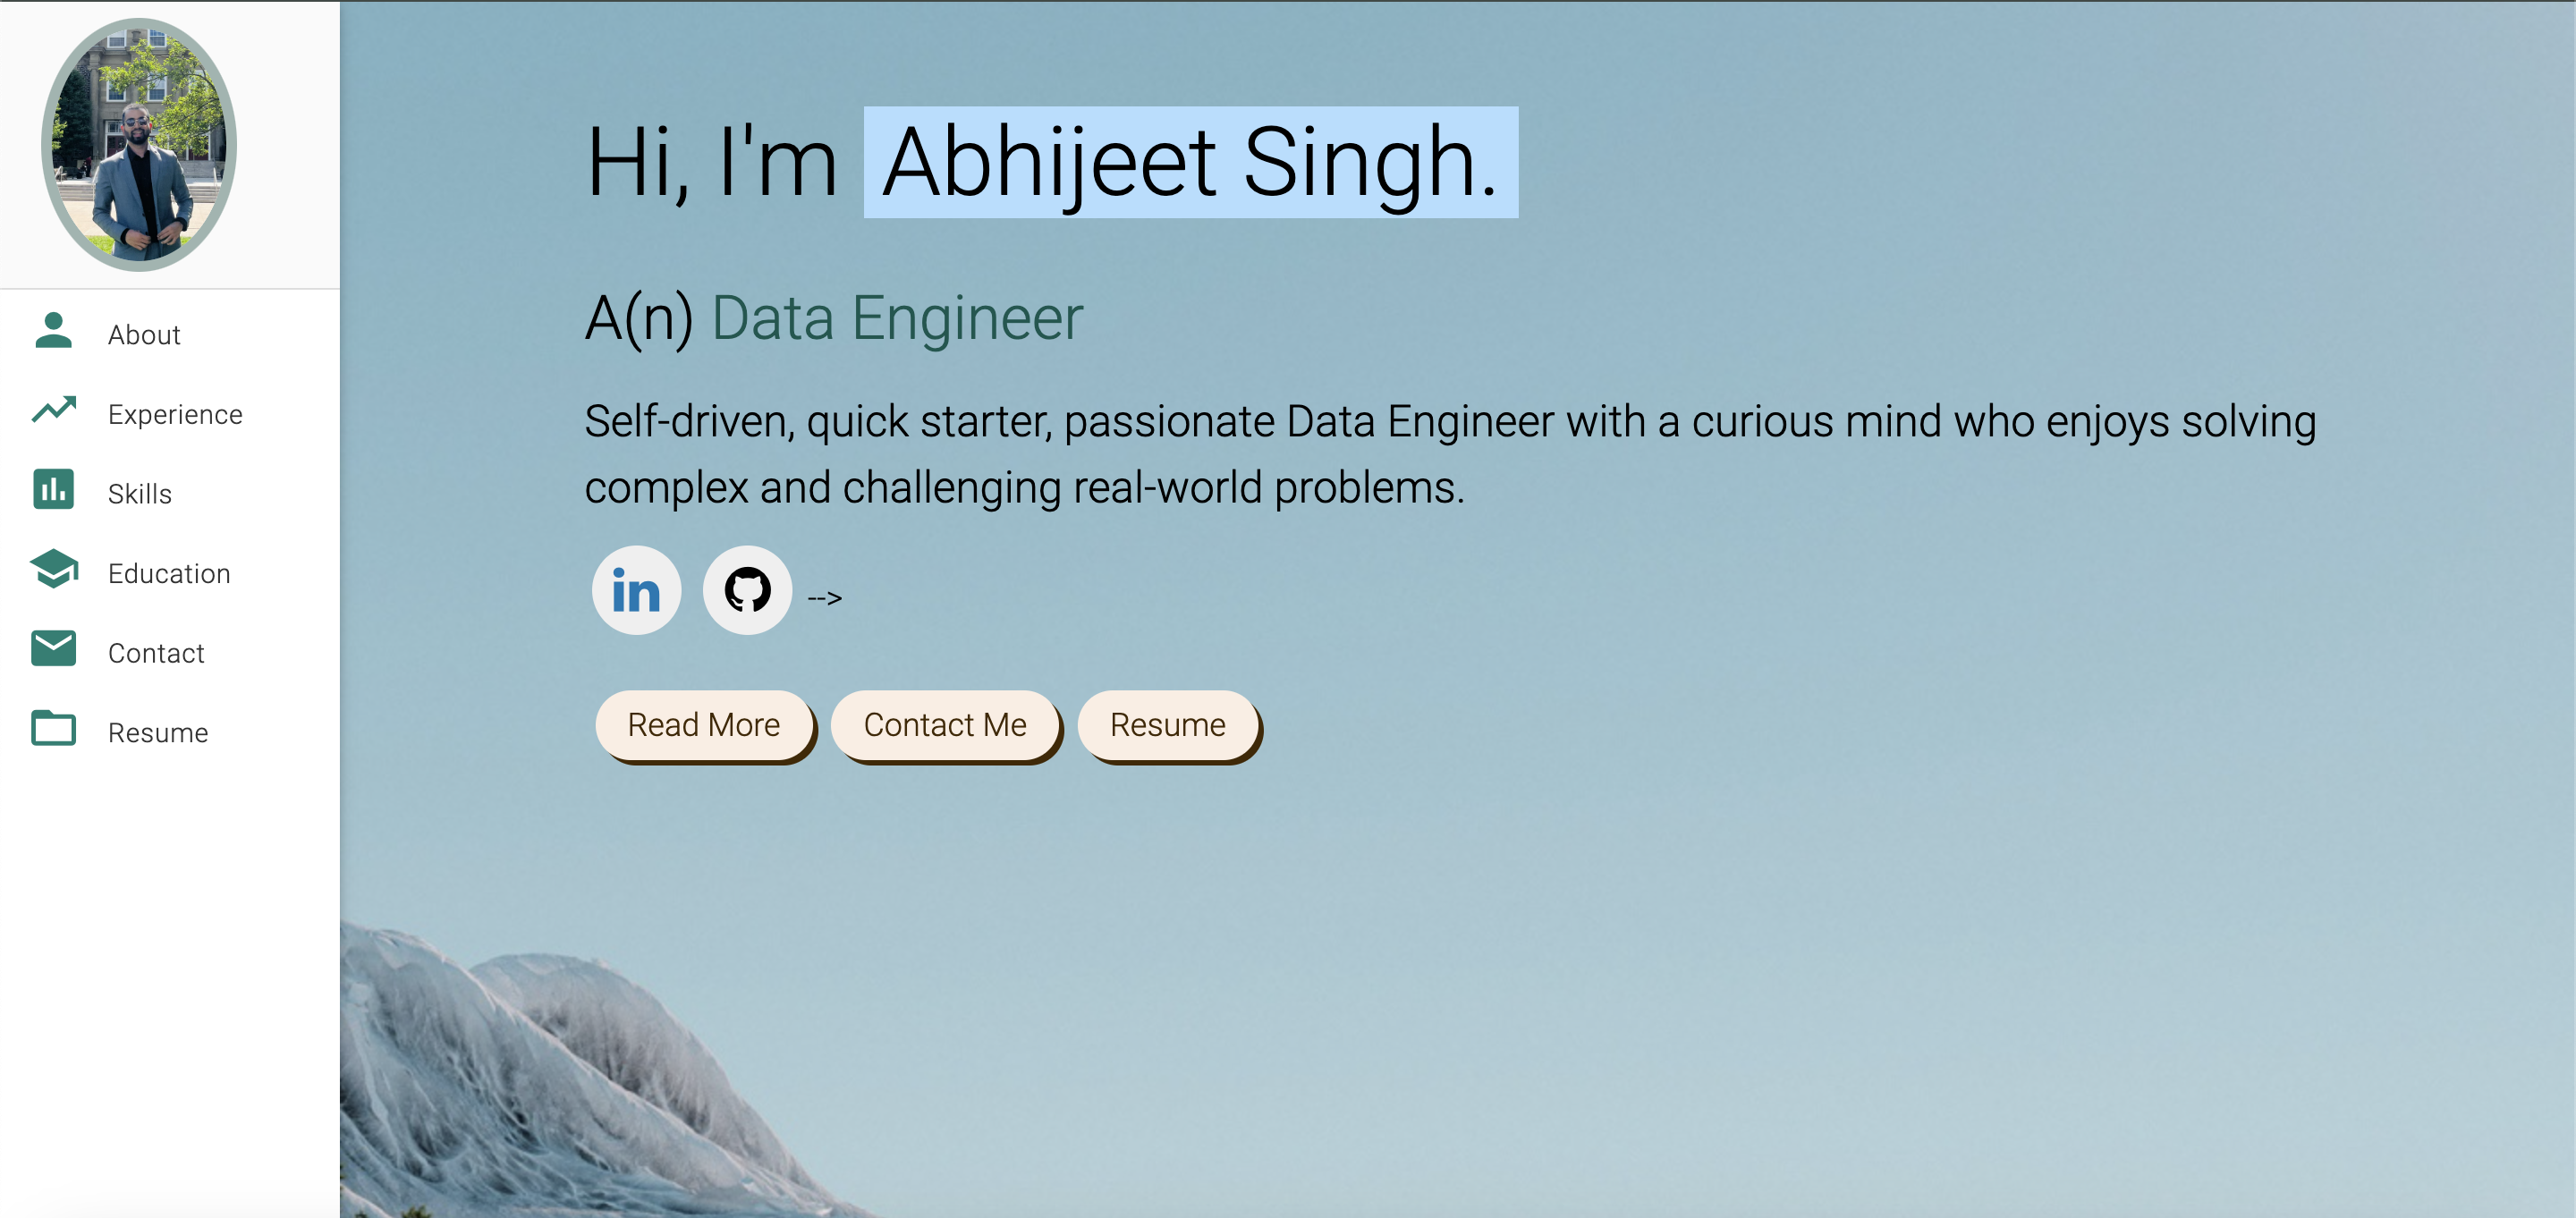 About
Experience
Skills
Education
Contact
Resume
Hi, I'm Abhijeet Singh.
A(n) Data Engineer
Self-driven, quick starter, passionate Data Engineer with a curious mind who enjoys solving
complex and challenging real-world problems.
in -->
Read More Contact Me Resume